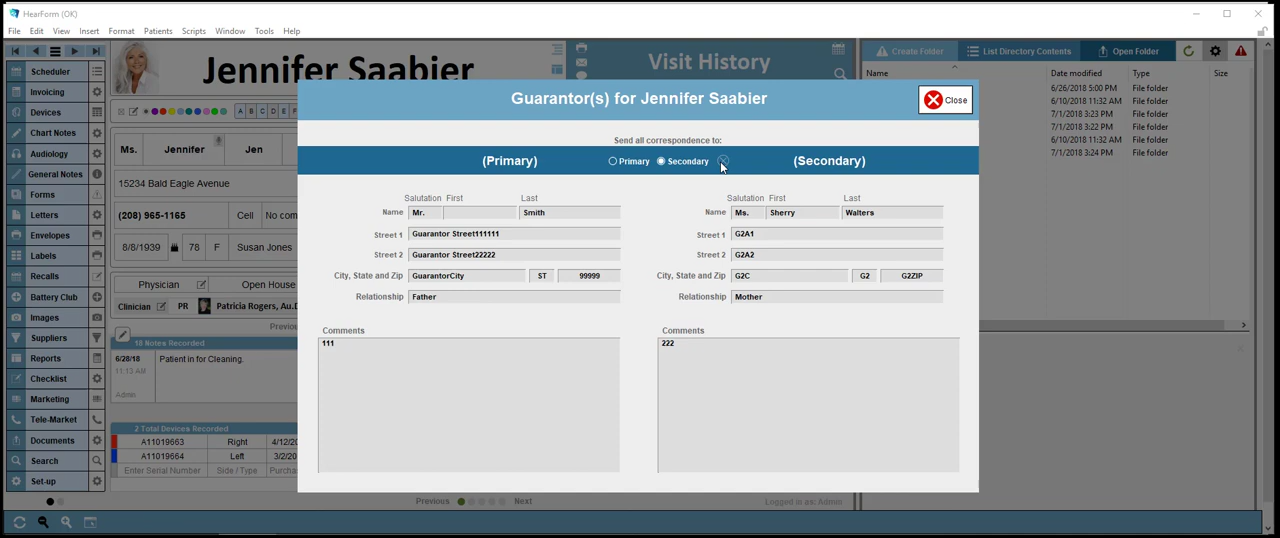 HearForm (OK)
File Edit View Insert Format Patients Scripts Window Tools Help
Jennifer Saabier
Visit History
Create Folder
List Directory Contents
Open Folder
Scheduler
Invoicing
Devices
Chart Notes
Audiology
General Notes
Forms
Letters
Envelopes
Labels
Recalls
Battery Club
Images
Suppliers
Reports
Checklist
Marketing
Tele-Market
Documents
Search
Set-up
A B C D E F
Ms. Jennifer Jen
15234 Bald Eagle Avenue
(208) 965-1165 Cell No com
8/8/1939 78 F Susan Jones
Physician Open House
Clinician PR Patricia Rogers, Au.D
Previou
18 Notes Recorded
6/28/18 Patient in for Cleaning.
11:13 AM
Admin
2 Total Devices Recorded
A11019663 Right 4/12/20
A11019664 Left 3/2/20
Enter Serial Number Side / Type Purchas
Guarantor(s) for Jennifer Saabier
Close
Send all correspondence to:
(Primary) Primary Secondary (Secondary)
Salutation First Last
Name Mr. Smith
Street 1 Guarantor Street111111
Street 2 Guarantor Street22222
City, State and Zip GuarantorCity ST 99999
Relationship Father
Comments
111
Salutation First Last
Name Ms. Sherry Walters
Street 1 G2A1
Street 2 G2A2
City, State and Zip G2C G2 G2ZIP
Relationship Mother
Comments
222
Name Date modified Type Size
6/26/2018 5:00 PM File folder
6/10/2018 11:32 AM File folder
7/1/2018 3:23 PM File folder
7/1/2018 3:22 PM File folder
6/10/2018 11:32 AM File folder
7/1/2018 3:24 PM File folder
Previous Next
Logged in as: Admin